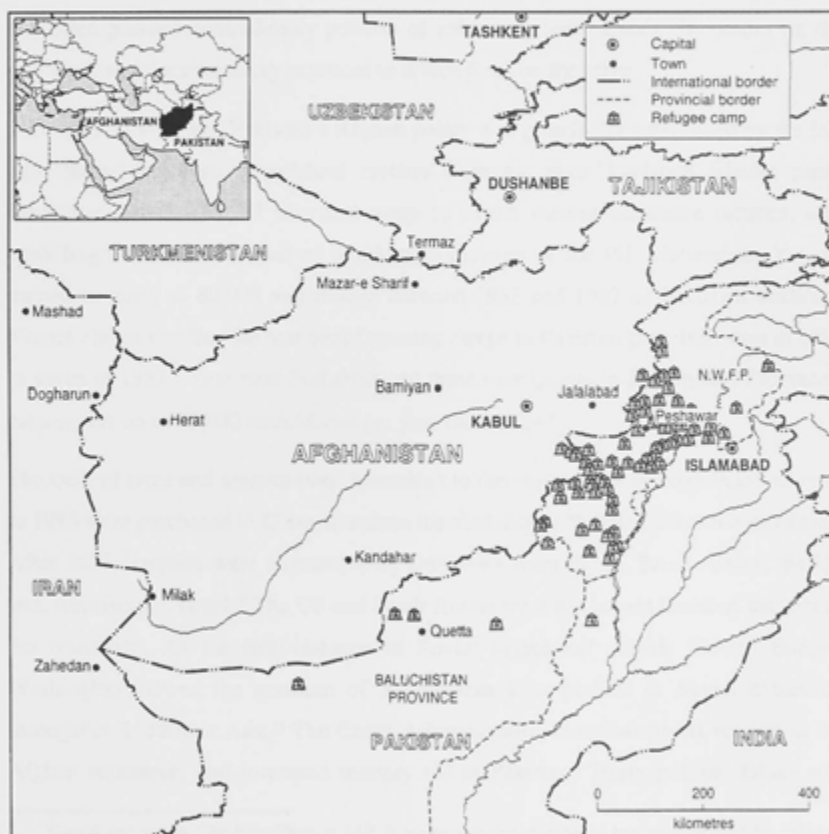 TASHKENT
Capital
Town
International border
Provincial border
Refugee camp
AFGHANISTAN
PAKISTAN
UZBEKISTAN
DUSHANBE
TAJIKISTAN
TURKMENISTAN
Termaz
Mazar-e Sharif
Mashad
N.W.F.P.
Dogharun
Bamiyan
Jafalabad
Peshawar
Herat
KABUL
AFGHANISTAN
ISLAMABAD
Kandahar
IRAN
Milak
Quetta
Zahedan
BALUCHISTAN
PROVINCE
PAKISTAN
INDIA
0 200 400
kilometres